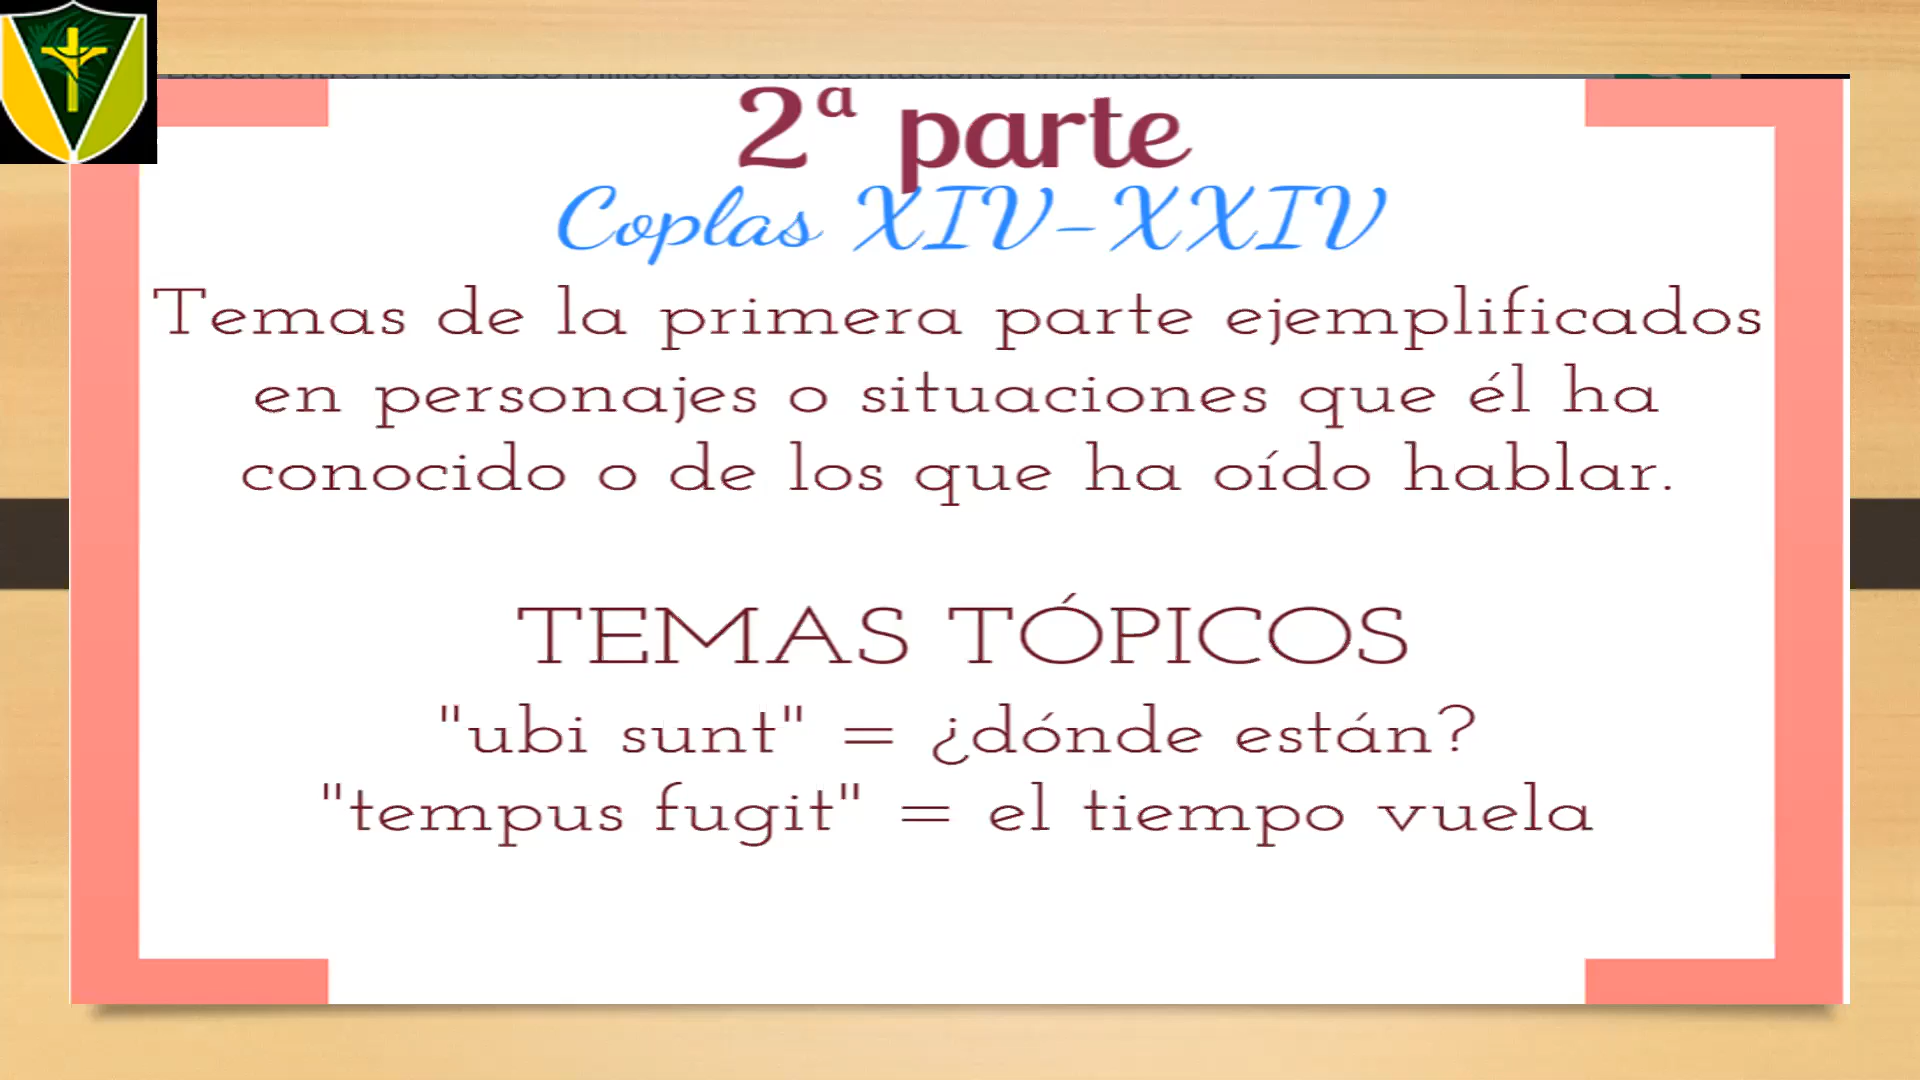 2ª parte
Coplas XIV-XXIV
Temas de la primera parte ejemplificados
en personajes o situaciones que él ha
conocido o de los que ha oído hablar.
TEMAS TÓPICOS
"ubi sunt" = ¿dónde están?
"tempus fugit" = el tiempo vuela